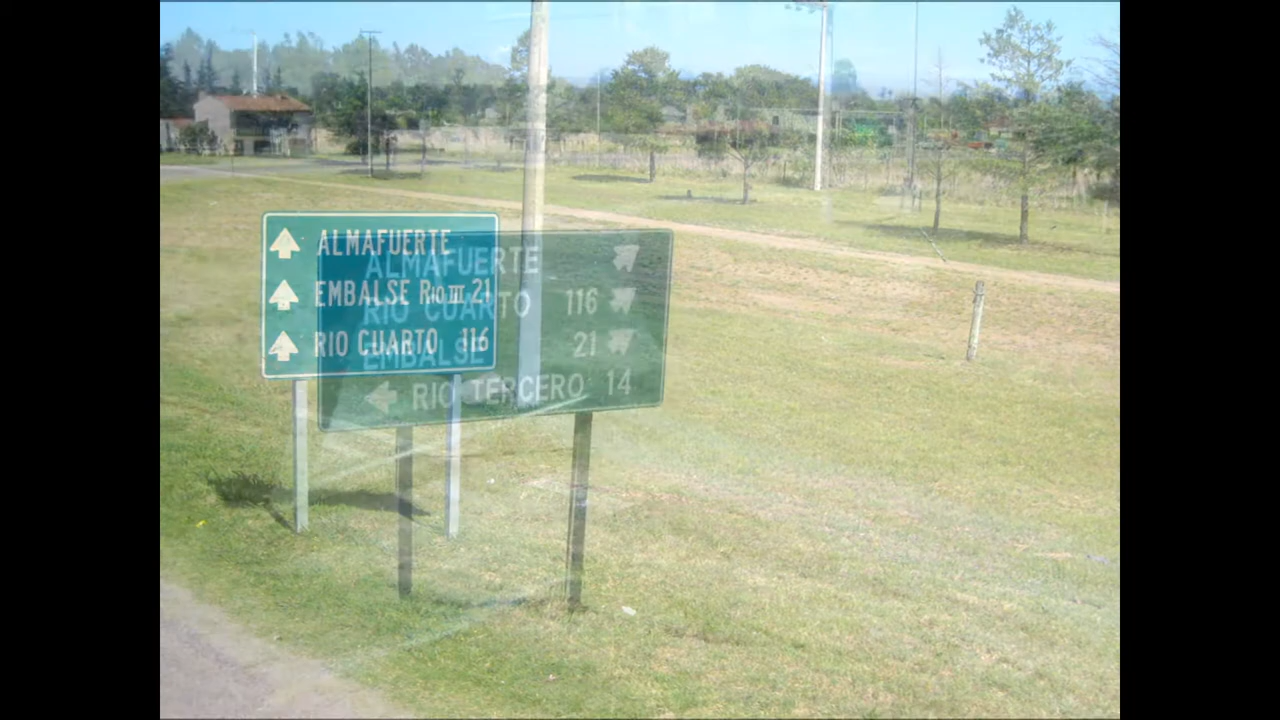 ALMAFUERTE
EMBALSE RIO III 21
RIO CUARTO 116
ALMAFUERTE
RIO CUARTO 116
EMBALSE 21
RIO TERCERO 14